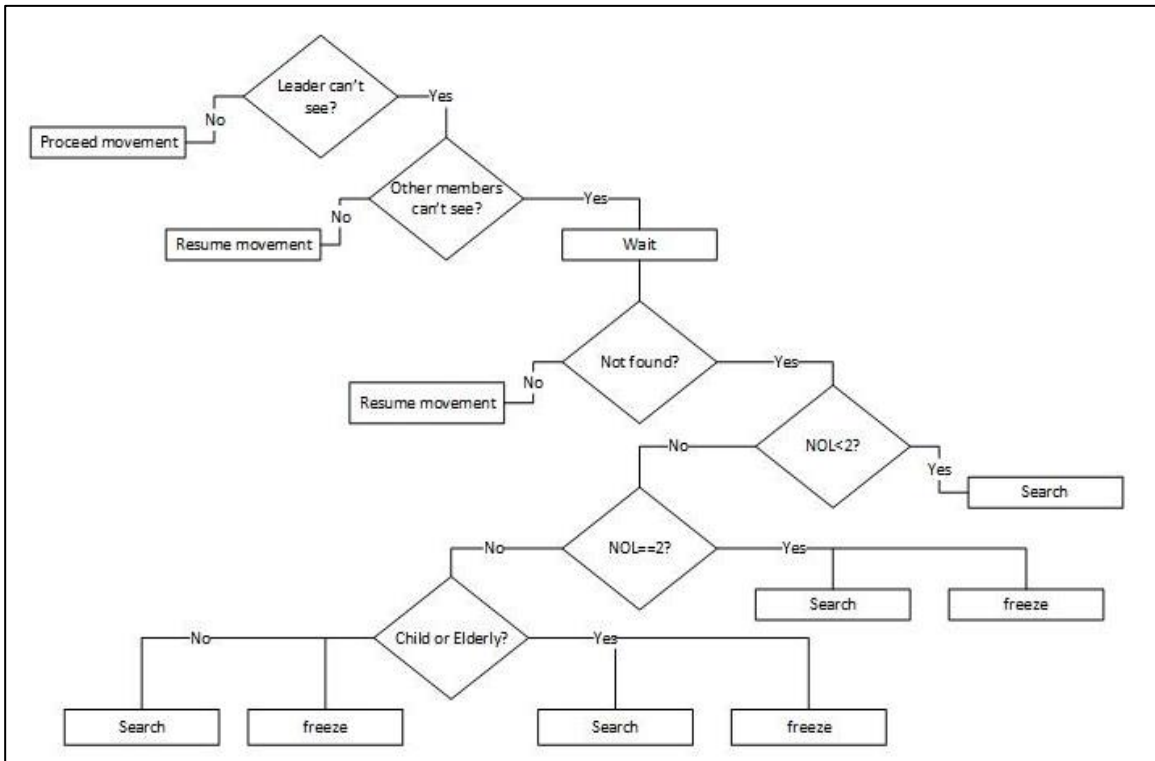 Leader can't
see?
No
Yes
Proceed movement
Other members
can't see?
No
Yes
Resume movement
Wait
Not found?
No
Yes
Resume movement
NOL<2?
No
Yes
Search
NOL==2?
No
Yes
Search
freeze
Child or Elderly?
No
Yes
Search
freeze
Search
freeze